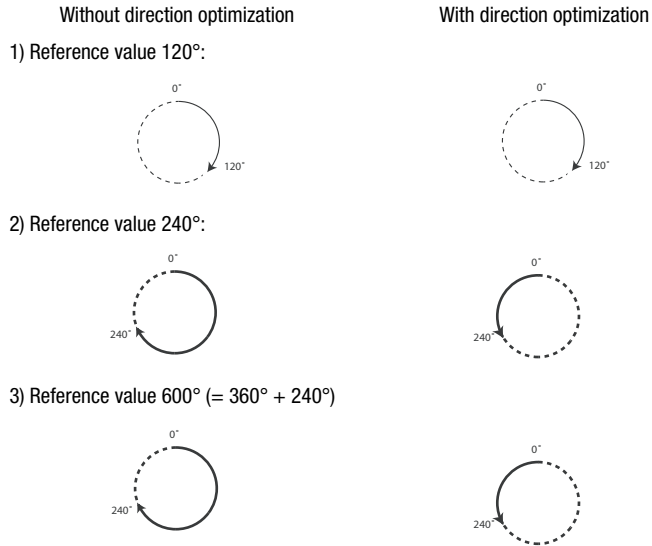 Without direction optimization With direction optimization
1) Reference value 120°:
0˚ 0˚
120˚ 120˚
2) Reference value 240°:
0˚ 0˚
240˚ 240˚
3) Reference value 600° (= 360° + 240°)
0˚ 0˚
240˚ 240˚